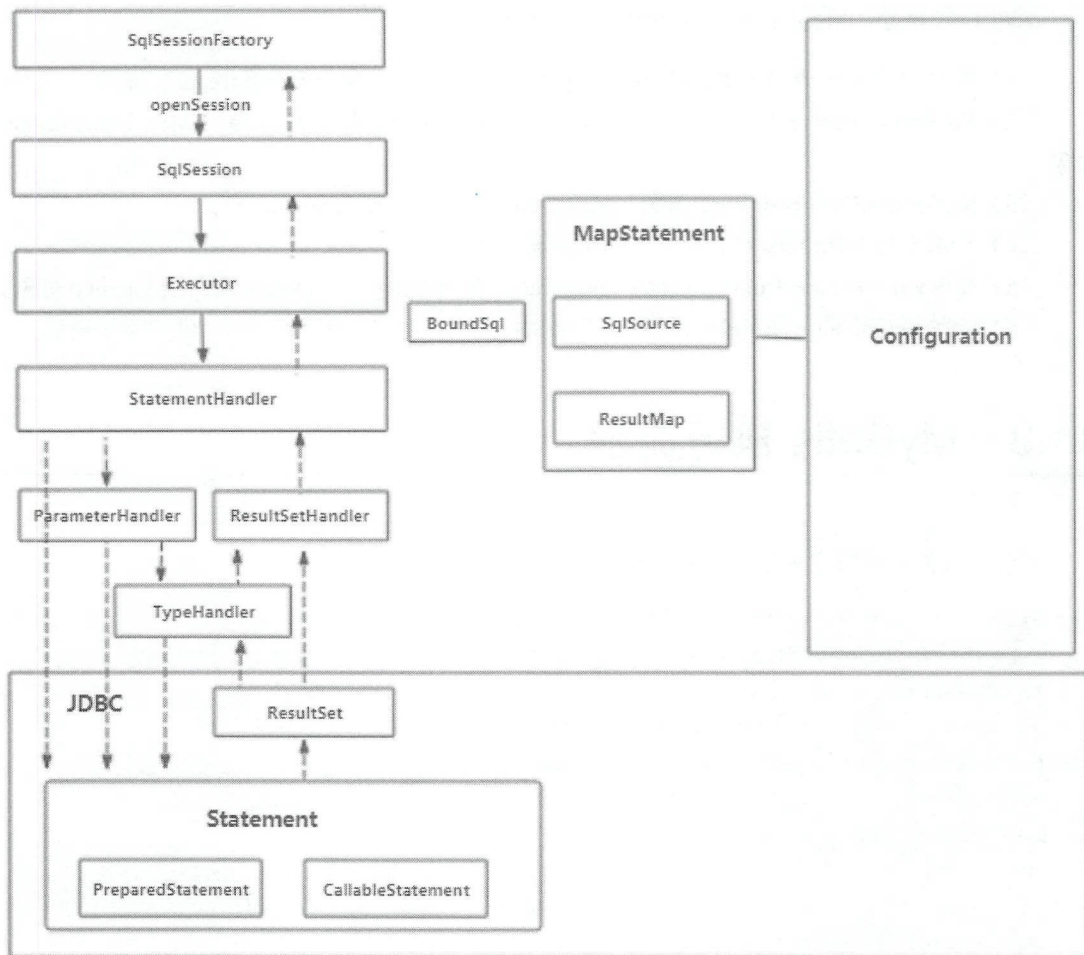 SqlSessionFactory
openSession
SqlSession
Executor
StatementHandler
ParameterHandler
ResultSetHandler
TypeHandler
BoundSql
MapStatement
SqlSource
ResultMap
Configuration
JDBC
ResultSet
Statement
PreparedStatement
CallableStatement